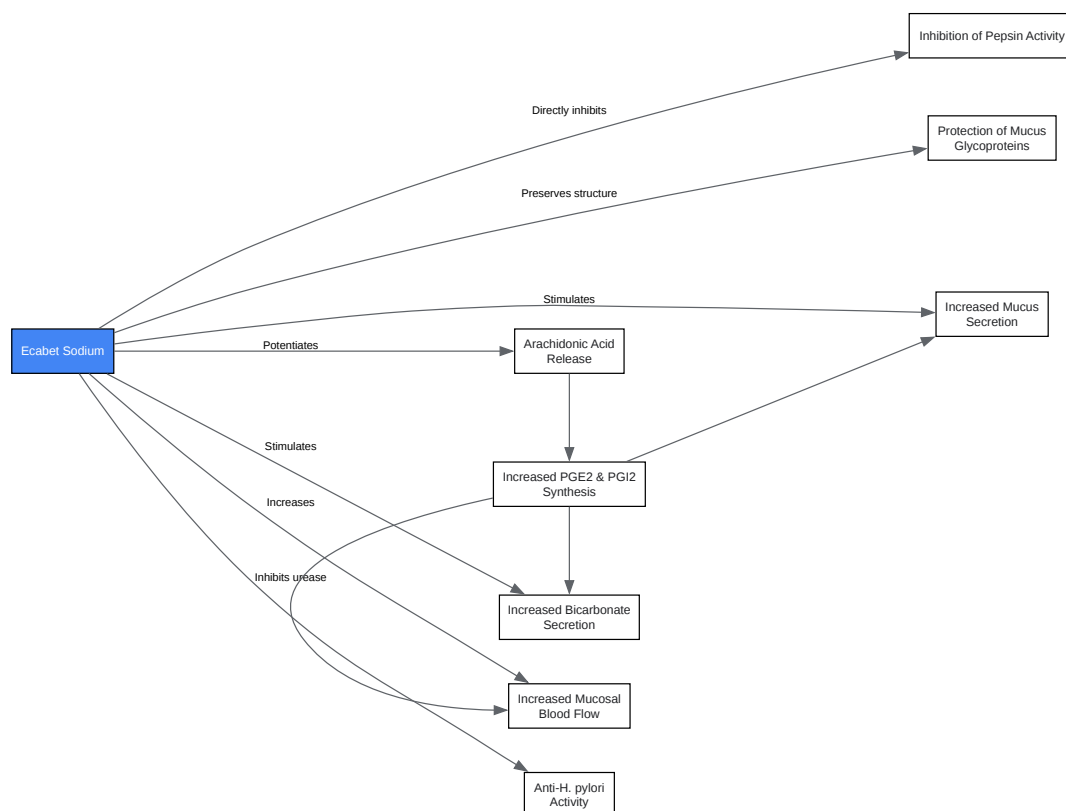 Inhibition of Pepsin Activity
Directly inhibits
Protection of Mucus
Glycoproteins
Preserves structure
Stimulates
Increased Mucus
Secretion
Ecabet Sodium
Potentiates
Arachidonic Acid
Release
Stimulates
Increased PGE2 & PGI2
Synthesis
Increases
Inhibits urease
Increased Bicarbonate
Secretion
Increased Mucosal
Blood Flow
Anti-H. pylori
Activity